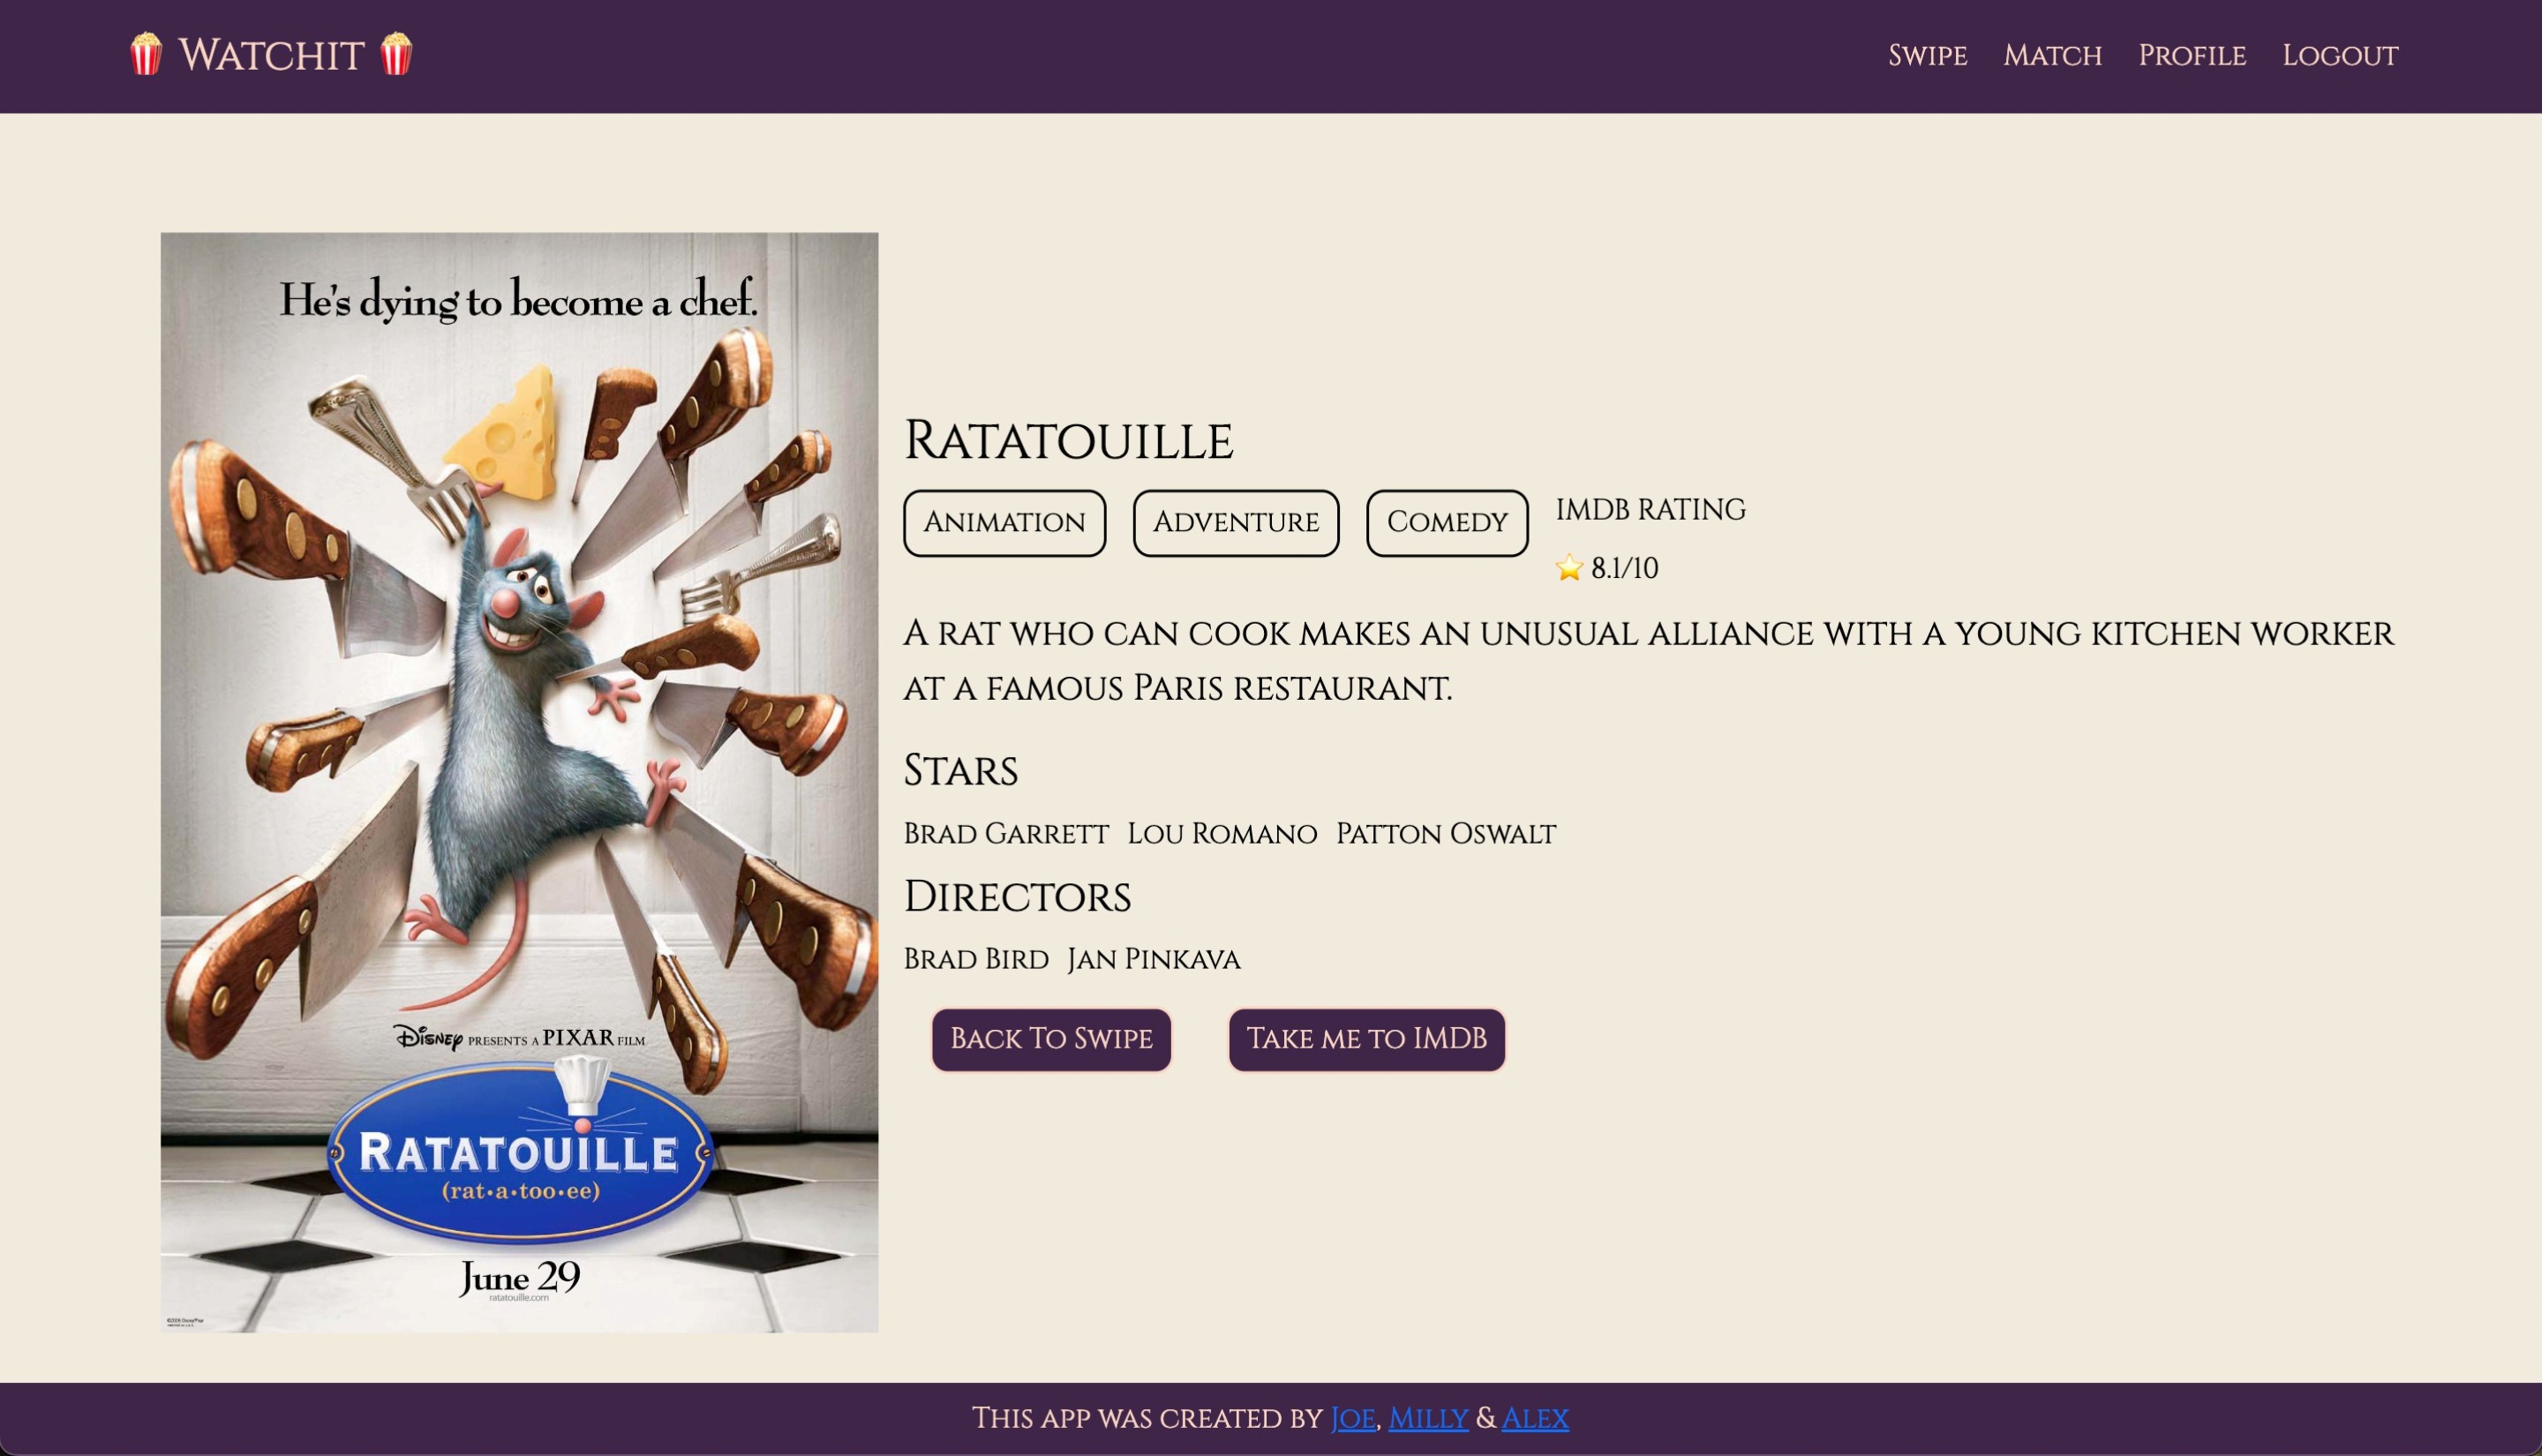 🍿 Watchit 🍿
Swipe Match Profile Logout
He's dying to become a chef.
Disney PRESENTS A PIXAR FILM
RATATOUILLE
(rat•a•too•ee)
June 29
ratatouille.com
Ratatouille
Animation Adventure Comedy
IMDB RATING
⭐ 8.1/10
A rat who can cook makes an unusual alliance with a young kitchen worker
at a famous Paris restaurant.
Stars
Brad Garrett Lou Romano Patton Oswalt
Directors
Brad Bird Jan Pinkava
Back To Swipe Take me to IMDB
This app was created by Joe, Milly & Alex